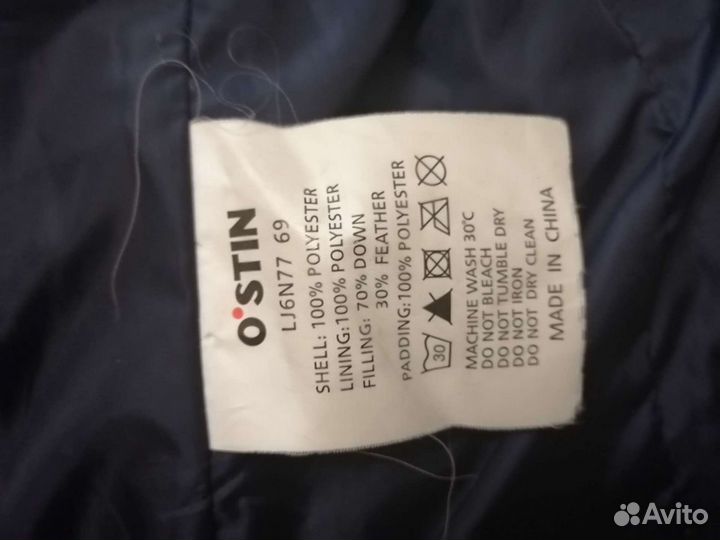 O'STIN
LJ6N77 69
SHELL: 100% POLYESTER
LINING:100% POLYESTER
FILLING: 70% DOWN
30% FEATHER
PADDING:100% POLYESTER
30
MACHINE WASH 30℃
DO NOT BLEACH
DO NOT TUMBLE DRY
DO NOT IRON
DO NOT DRY CLEAN
MADE IN CHINA
Avito